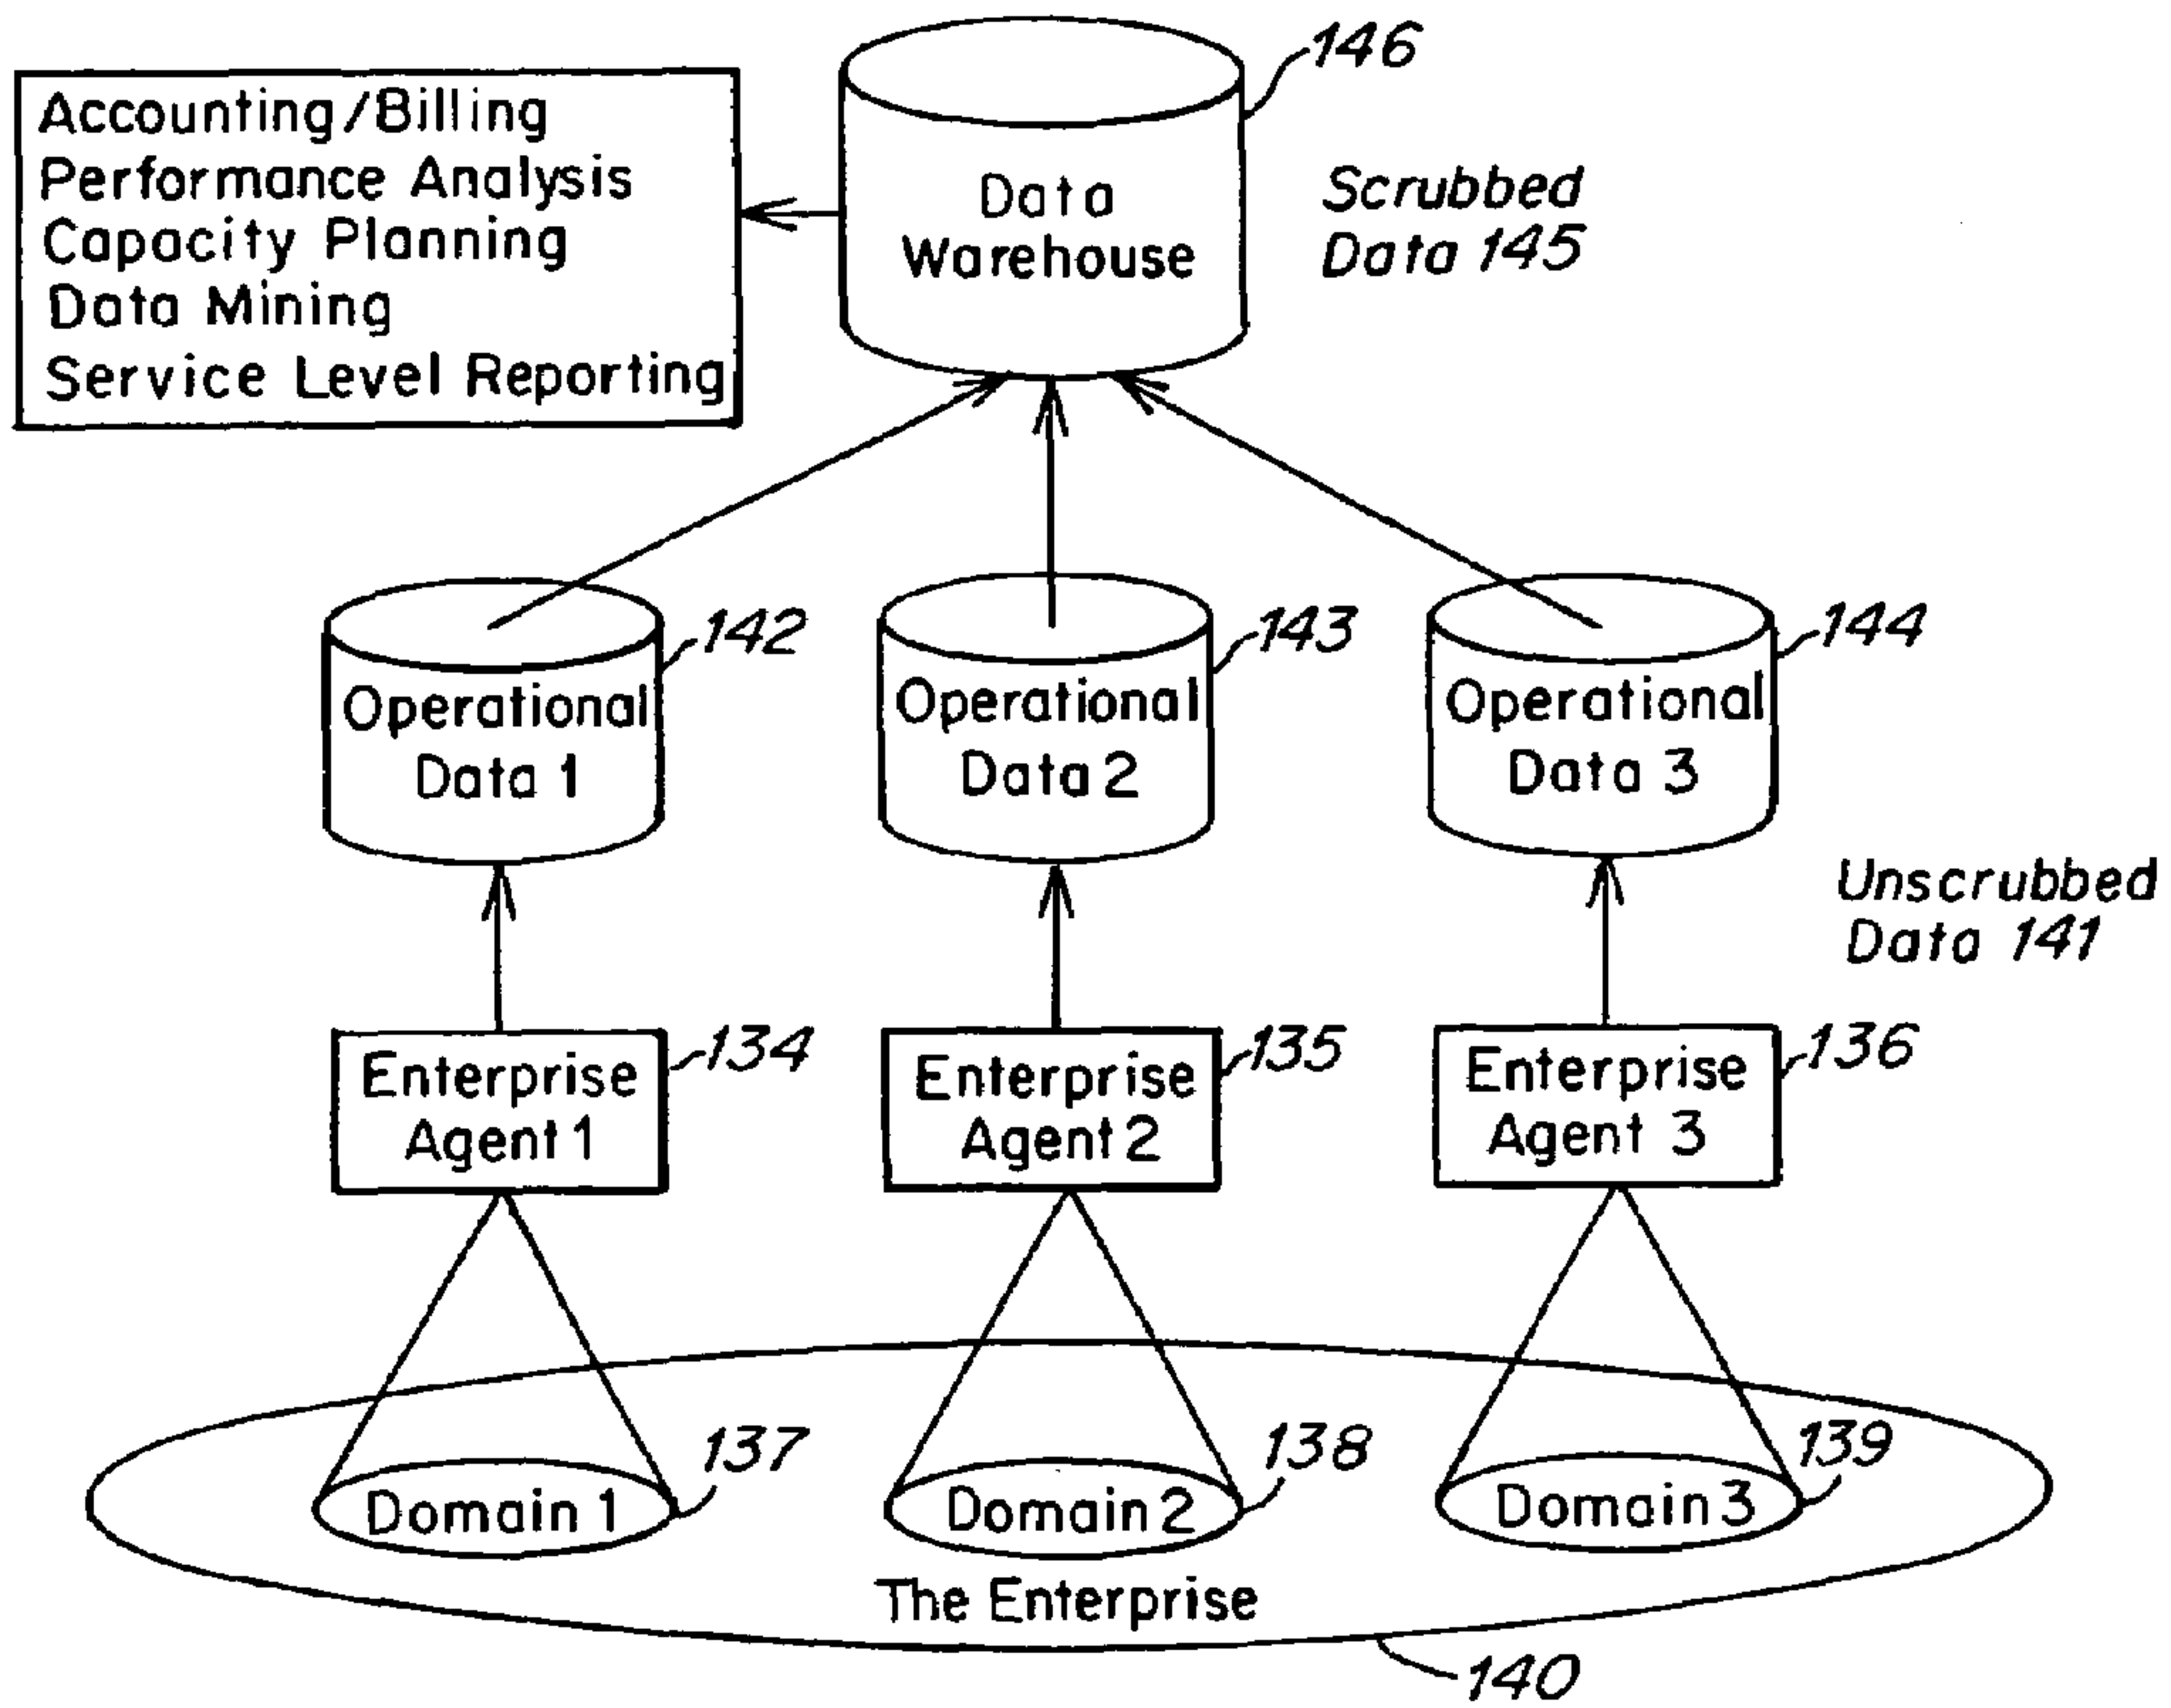 146
Accounting/Billing
Performance Analysis
Capacity Planning
Data Mining
Service Level Reporting
Data
Warehouse
Scrubbed
Data 145
142
143
144
Operational
Data 1
Operational
Data 2
Operational
Data 3
Unscrubbed
Data 141
134
135
136
Enterprise
Agent 1
Enterprise
Agent 2
Enterprise
Agent 3
137
138
139
Domain 1
Domain 2
Domain 3
The Enterprise
140